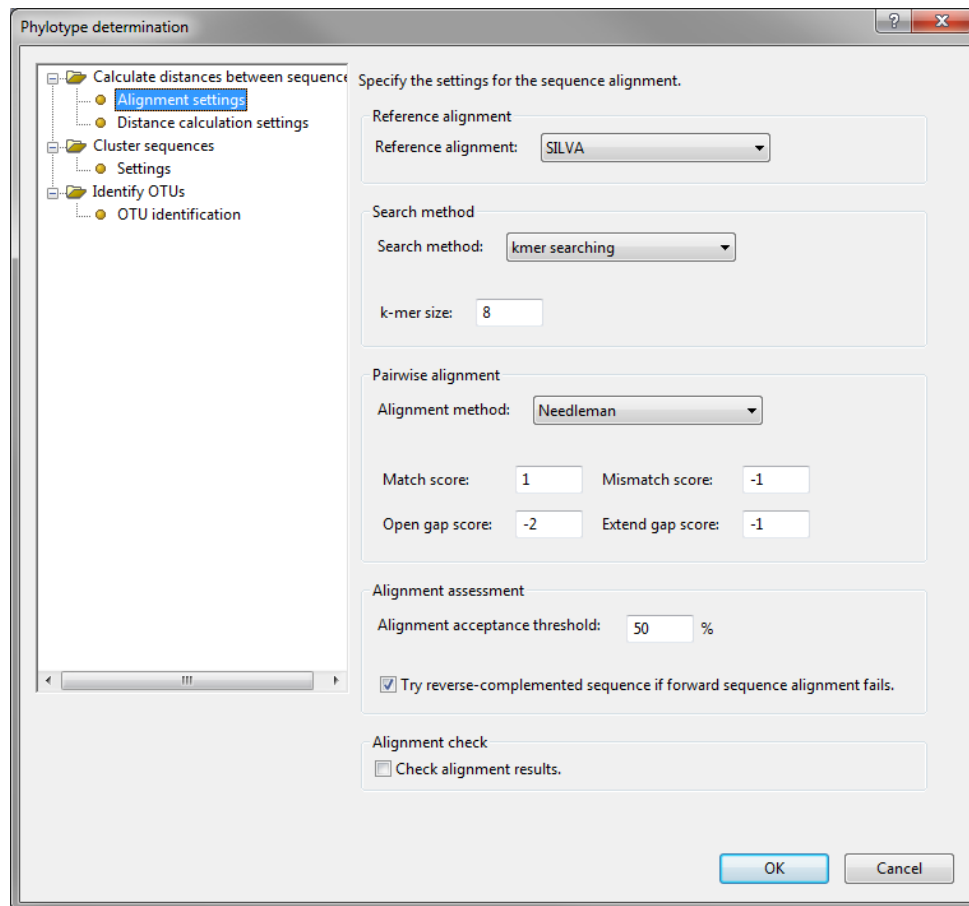 Phylotype determination
Calculate distances between sequence
Alignment settings
Distance calculation settings
Cluster sequences
Settings
Identify OTUs
OTU identification
Specify the settings for the sequence alignment.
Reference alignment
Reference alignment: SILVA
Search method
Search method: kmer searching
k-mer size: 8
Pairwise alignment
Alignment method: Needleman
Match score: 1 Mismatch score: -1
Open gap score: -2 Extend gap score: -1
Alignment assessment
Alignment acceptance threshold: 50 %
Try reverse-complemented sequence if forward sequence alignment fails.
Alignment check
Check alignment results.
OK Cancel